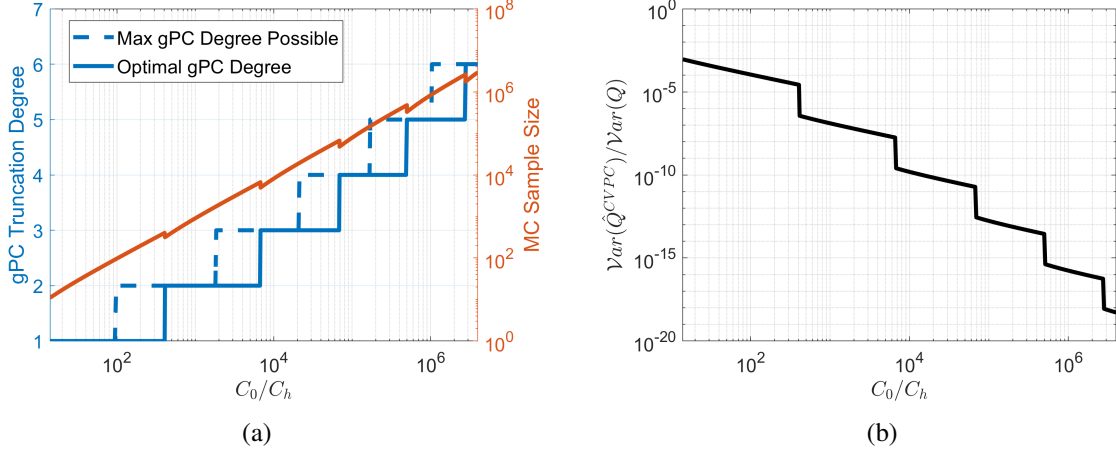 7
6
5
4
3
2
1
gPC Truncation Degree
Max gPC Degree Possible
Optimal gPC Degree
10^8
10^6
10^4
10^2
10^0
MC Sample Size
10^2
10^4
10^6
C_0/C_h
(a)
10^0
10^-5
10^-10
10^-15
10^-20
Var(Q̂^CVPC)/Var(Q)
10^2
10^4
10^6
C_0/C_h
(b)